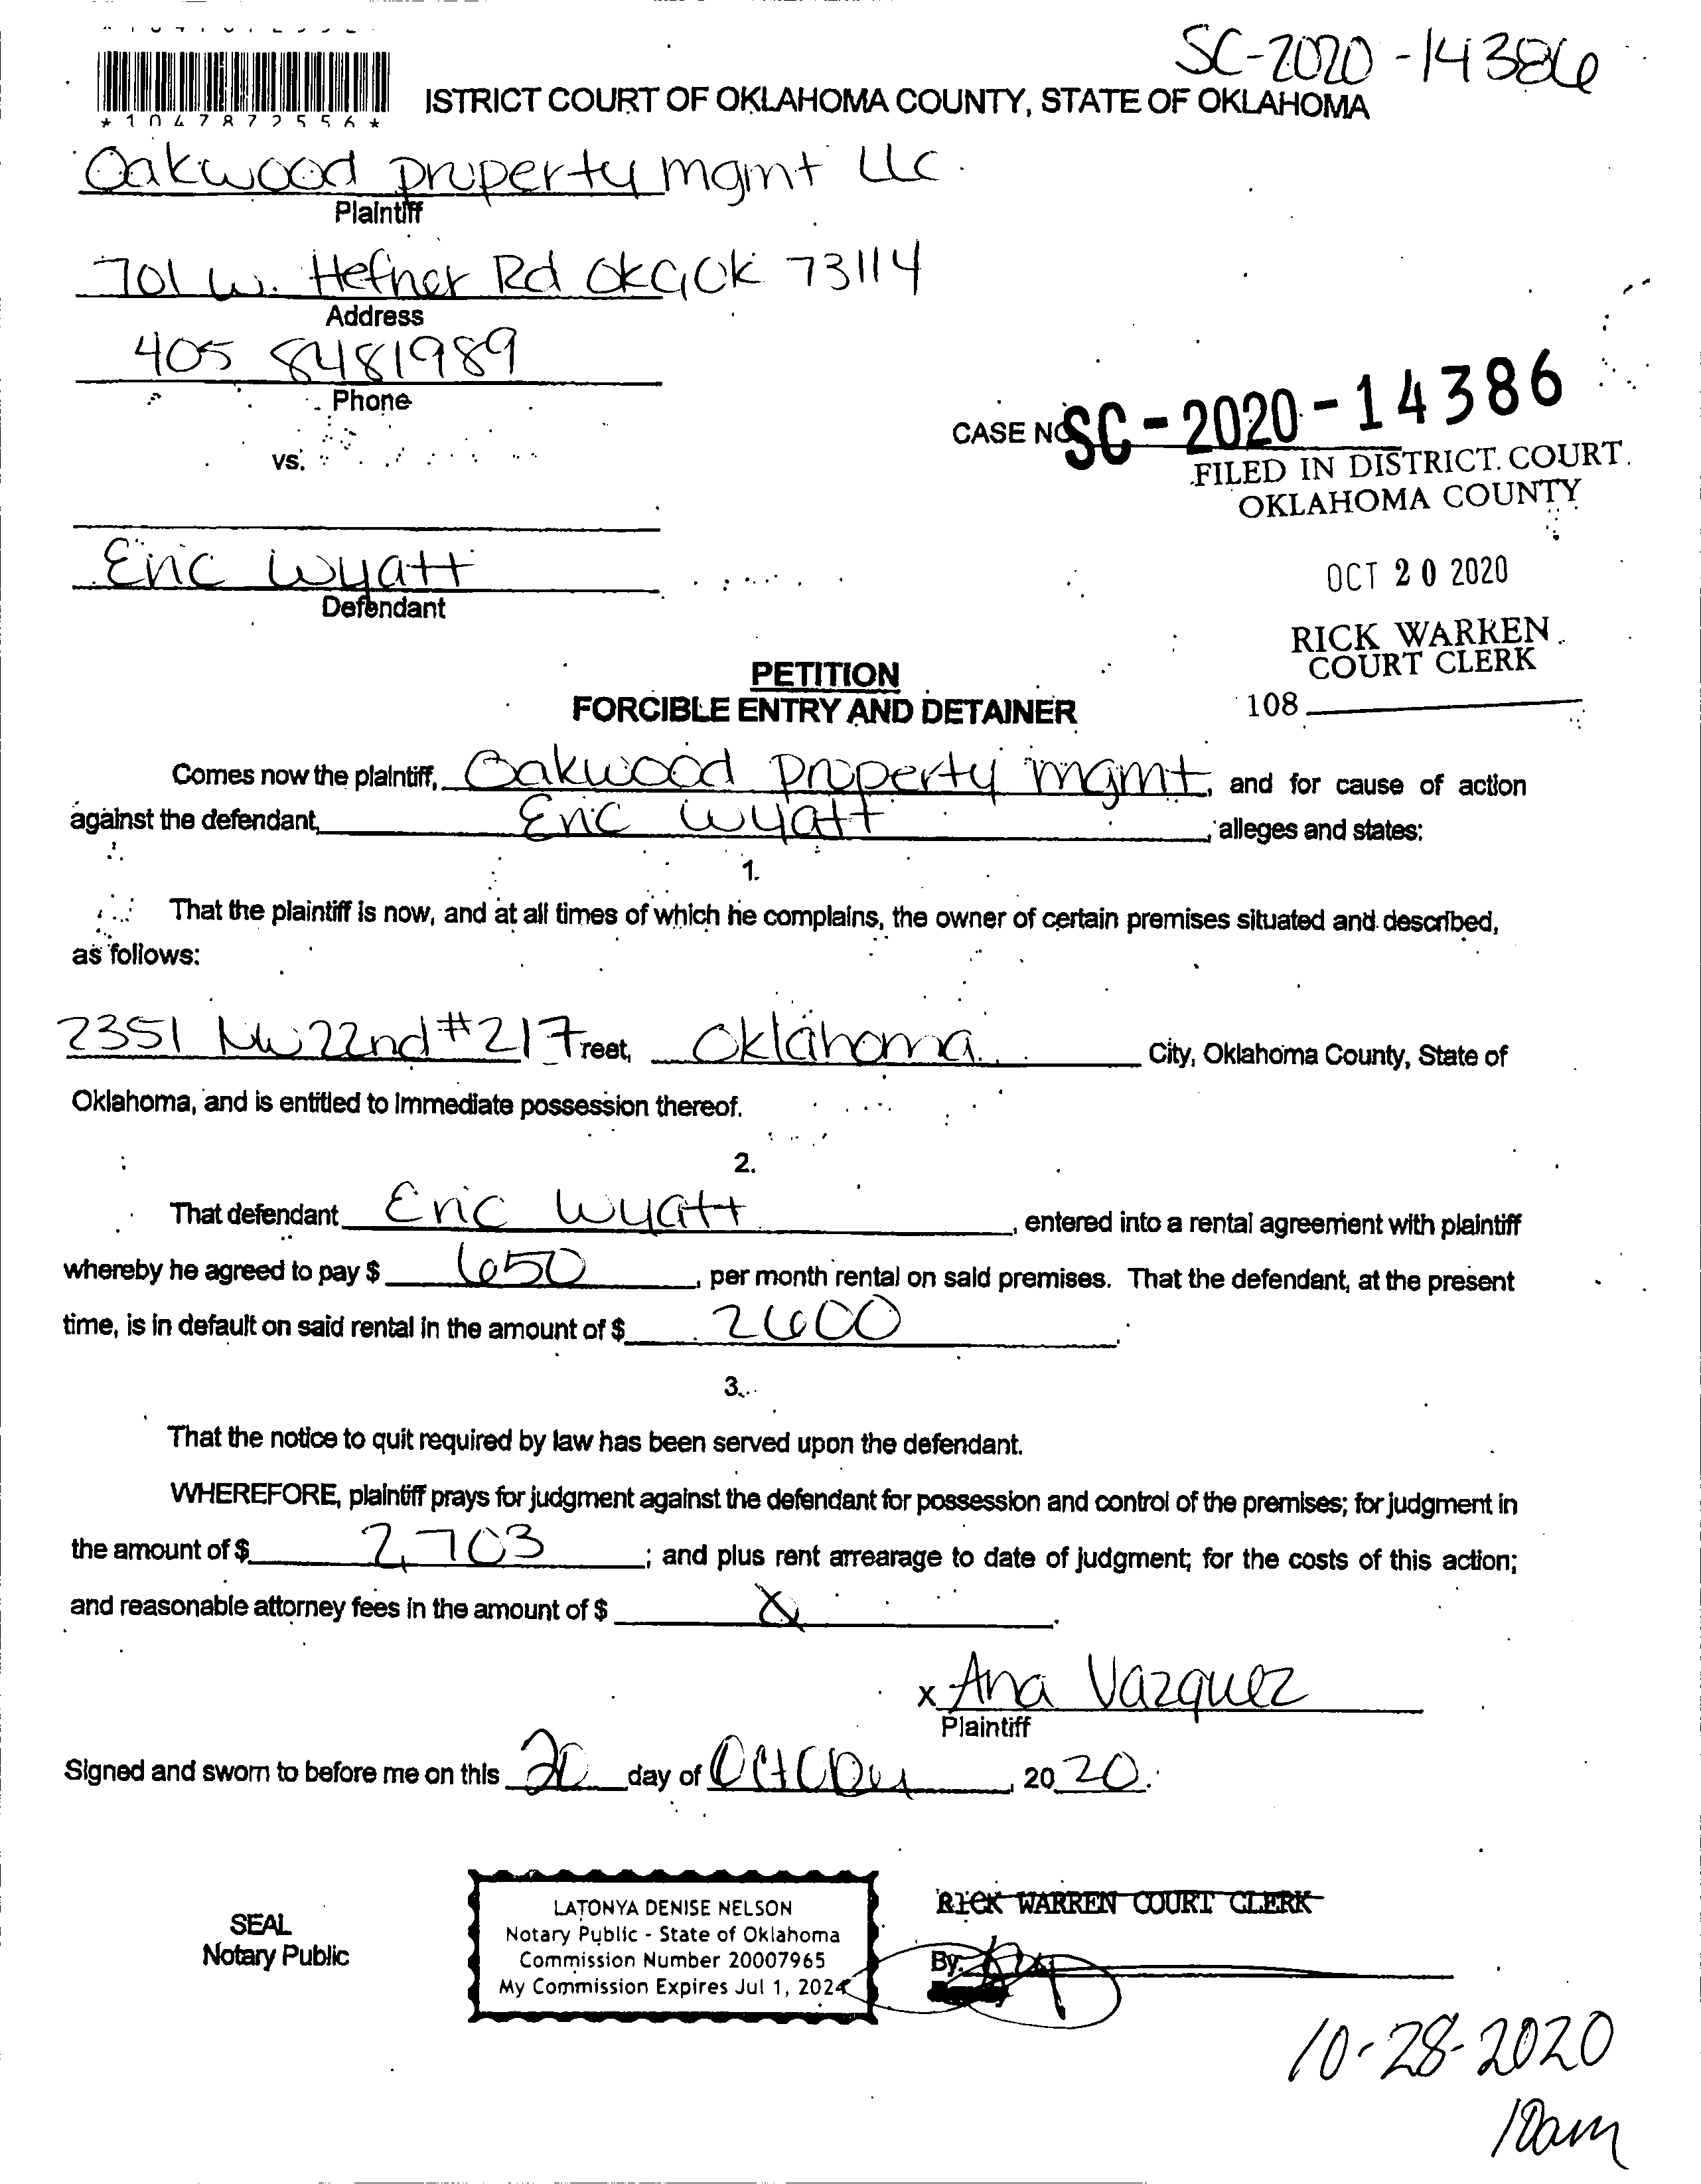 SC-2020-14386
*1047872556*
ISTRICT COURT OF OKLAHOMA COUNTY, STATE OF OKLAHOMA
Oakwood property mgmt LLC.
Plaintiff
701 W. Hefner Rd OKC, OK 73114
Address
405 8481989
Phone
CASE NO SC-2020-14386
vs.
FILED IN DISTRICT COURT
OKLAHOMA COUNTY
Eric Wyatt
Defendant
OCT 20 2020
RICK WARREN
COURT CLERK
108
PETITION
FORCIBLE ENTRY AND DETAINER
Comes now the plaintiff, Oakwood property mgmt, and for cause of action
against the defendant, Eric Wyatt, alleges and states:
1.
That the plaintiff is now, and at all times of which he complains, the owner of certain premises situated and described,
as follows:
2351 NW 22nd #217 reet, Oklahoma City, Oklahoma County, State of
Oklahoma, and is entitled to immediate possession thereof.
2.
That defendant Eric Wyatt, entered into a rental agreement with plaintiff
whereby he agreed to pay $ 650, per month rental on said premises. That the defendant, at the present
time, is in default on said rental in the amount of $ 2600.
3.
That the notice to quit required by law has been served upon the defendant.
WHEREFORE, plaintiff prays for judgment against the defendant for possession and control of the premises; for judgment in
the amount of $ 2,703; and plus rent arrearage to date of judgment; for the costs of this action;
and reasonable attorney fees in the amount of $
x Ana Vazquez
Plaintiff
Signed and sworn to before me on this 20 day of October, 2020.
SEAL
Notary Public
LATONYA DENISE NELSON
Notary Public - State of Oklahoma
Commission Number 20007965
My Commission Expires Jul 1, 2024
RICK WARREN COURT CLERK
By:
10-28-2020
10am